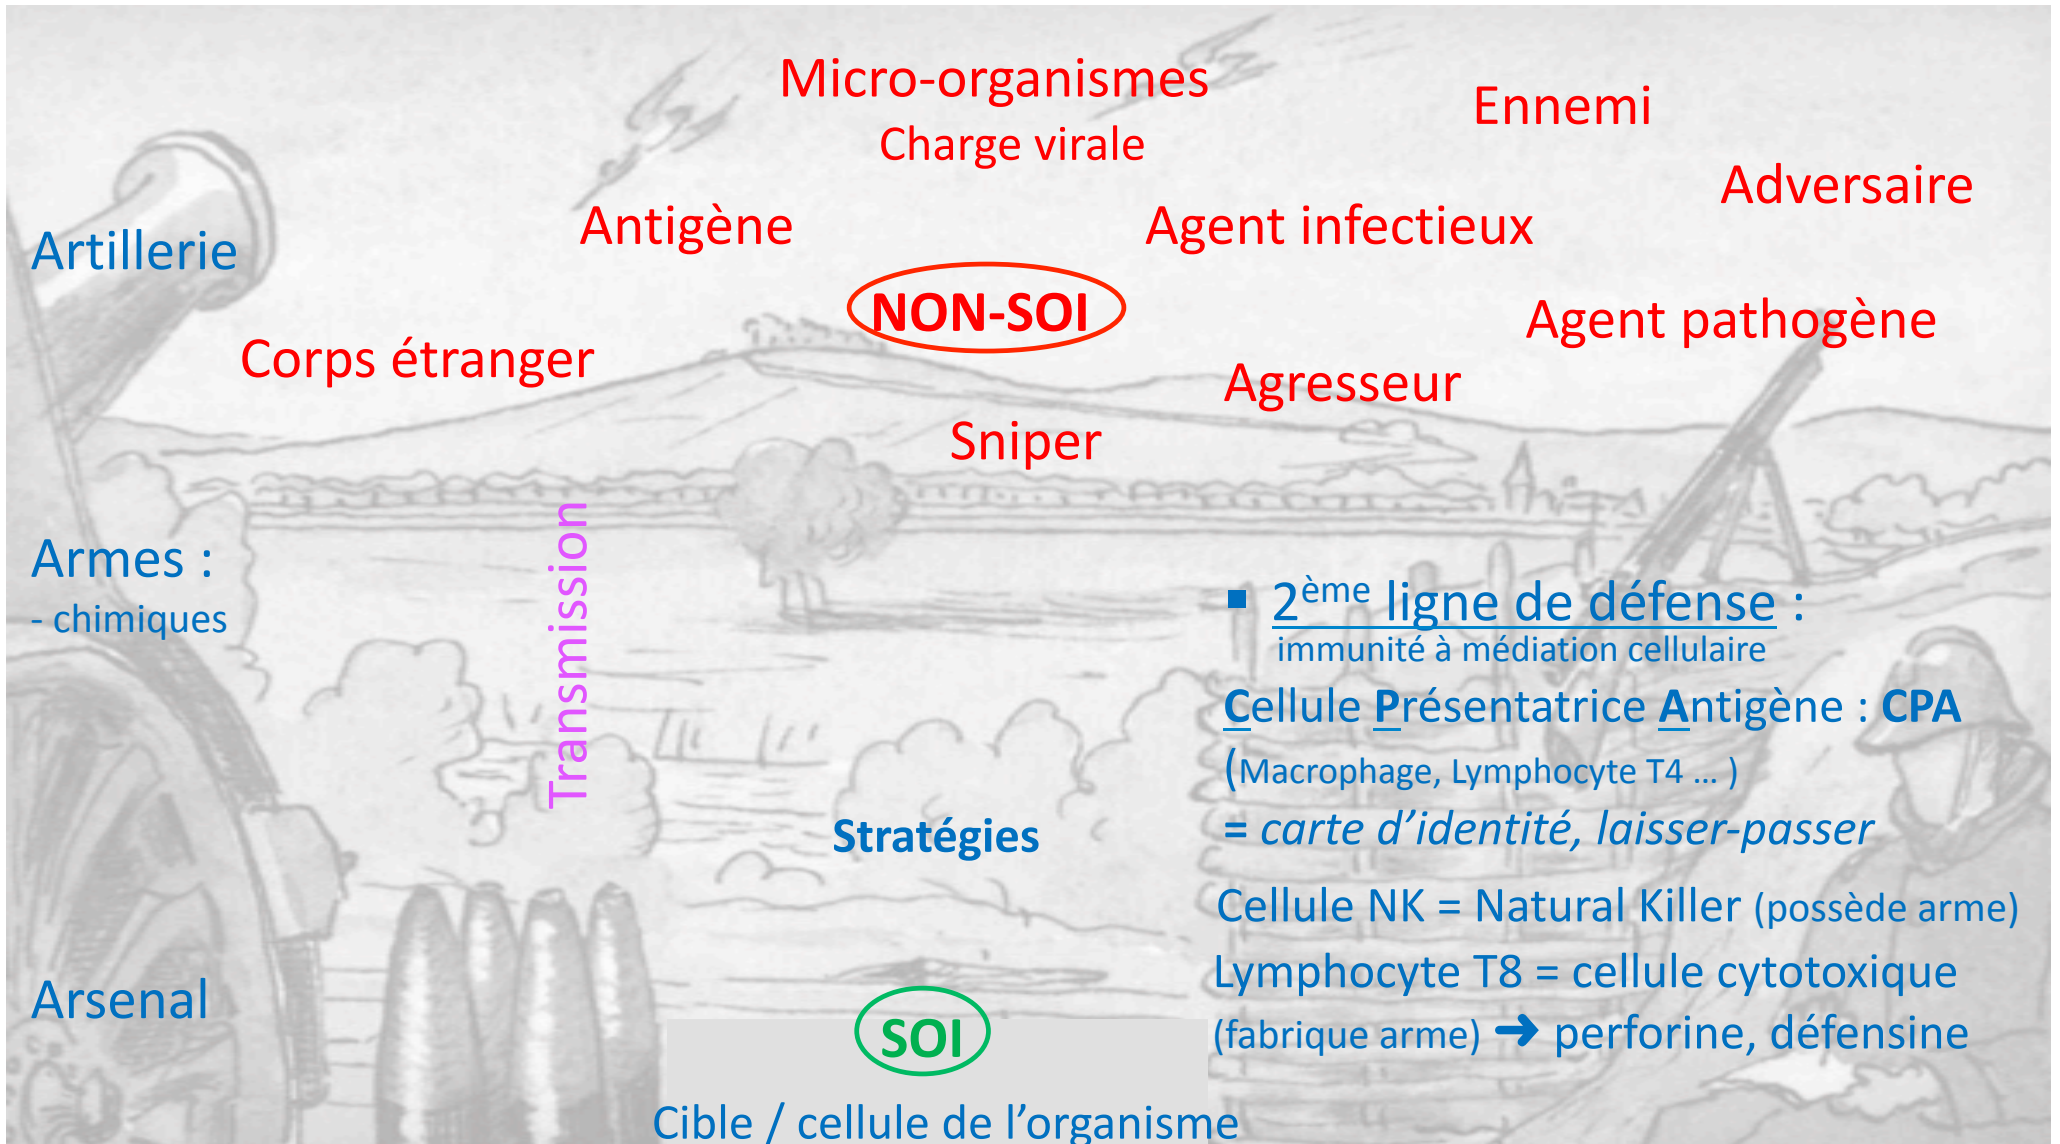 Micro-organismes
Charge virale
Ennemi
Adversaire
Antigène
Agent infectieux
Artillerie
NON-SOI
Agent pathogène
Corps étranger
Agresseur
Sniper
Transmission
Armes :
- chimiques
▪ 2ème ligne de défense :
immunité à médiation cellulaire
Cellule Présentatrice Antigène : CPA
(Macrophage, Lymphocyte T4 ... )
= carte d’identité, laisser-passer
Stratégies
Cellule NK = Natural Killer (possède arme)
Lymphocyte T8 = cellule cytotoxique
(fabrique arme) ➜ perforine, défensine
Arsenal
SOI
Cible / cellule de l’organisme